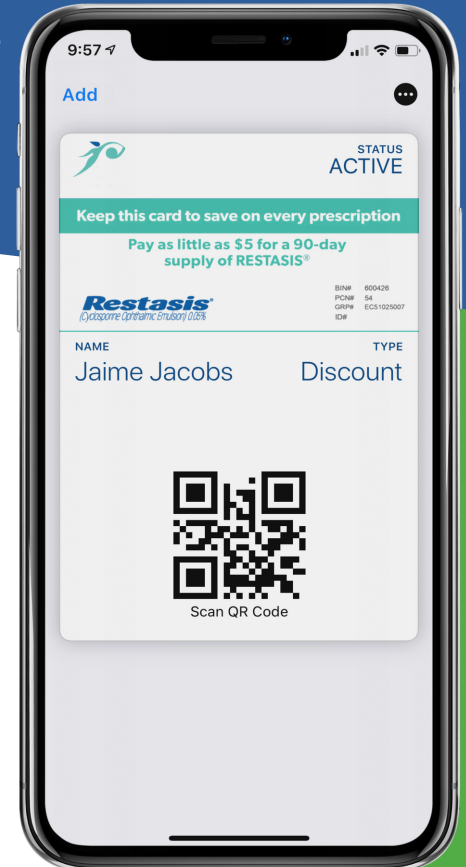 9:57
Add
STATUS
ACTIVE
Keep this card to save on every prescription
Pay as little as $5 for a 90-day
supply of RESTASIS®
Restasis®
(Cyclosporine Ophthalmic Emulsion) 0.05%
BIN# 600426
PCN# 54
GRP# EC51025007
ID#
NAME
Jaime Jacobs
TYPE
Discount
Scan QR Code